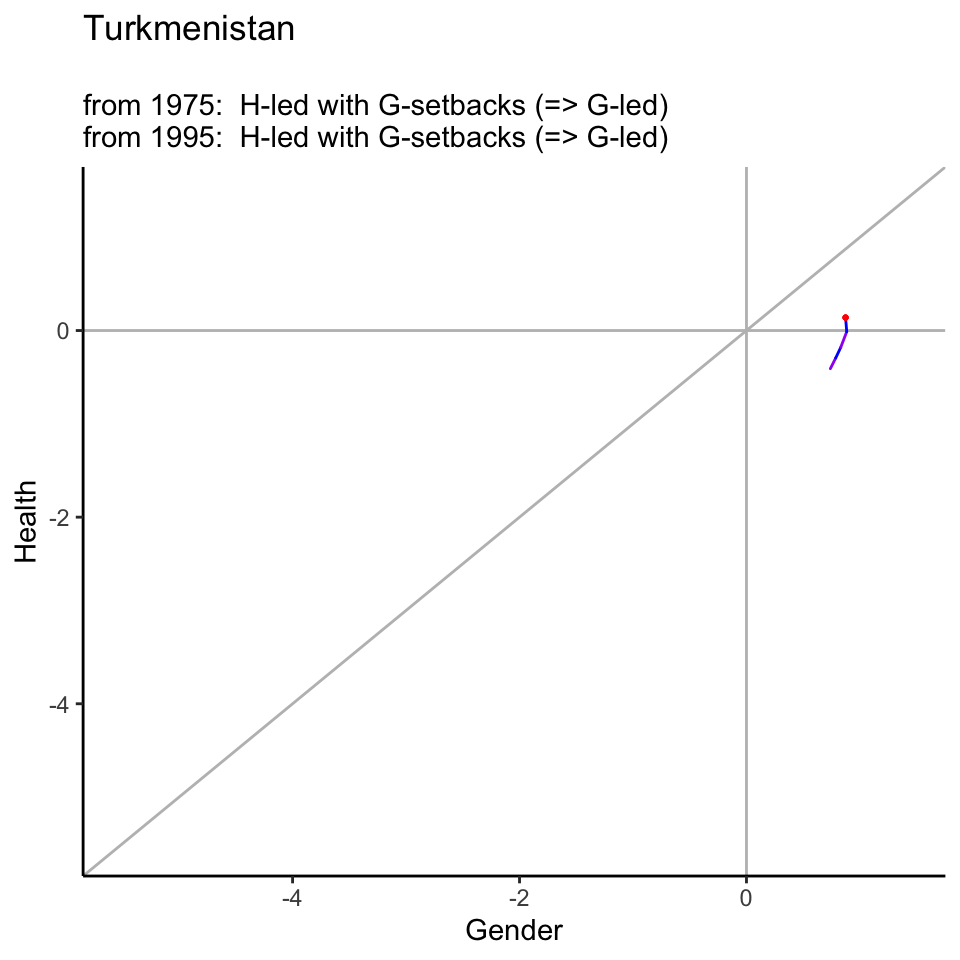 Turkmenistan
from 1975:  H-led with G-setbacks (=> G-led)
from 1995:  H-led with G-setbacks (=> G-led)
0
-2
-4
Health
-4
-2
0
Gender